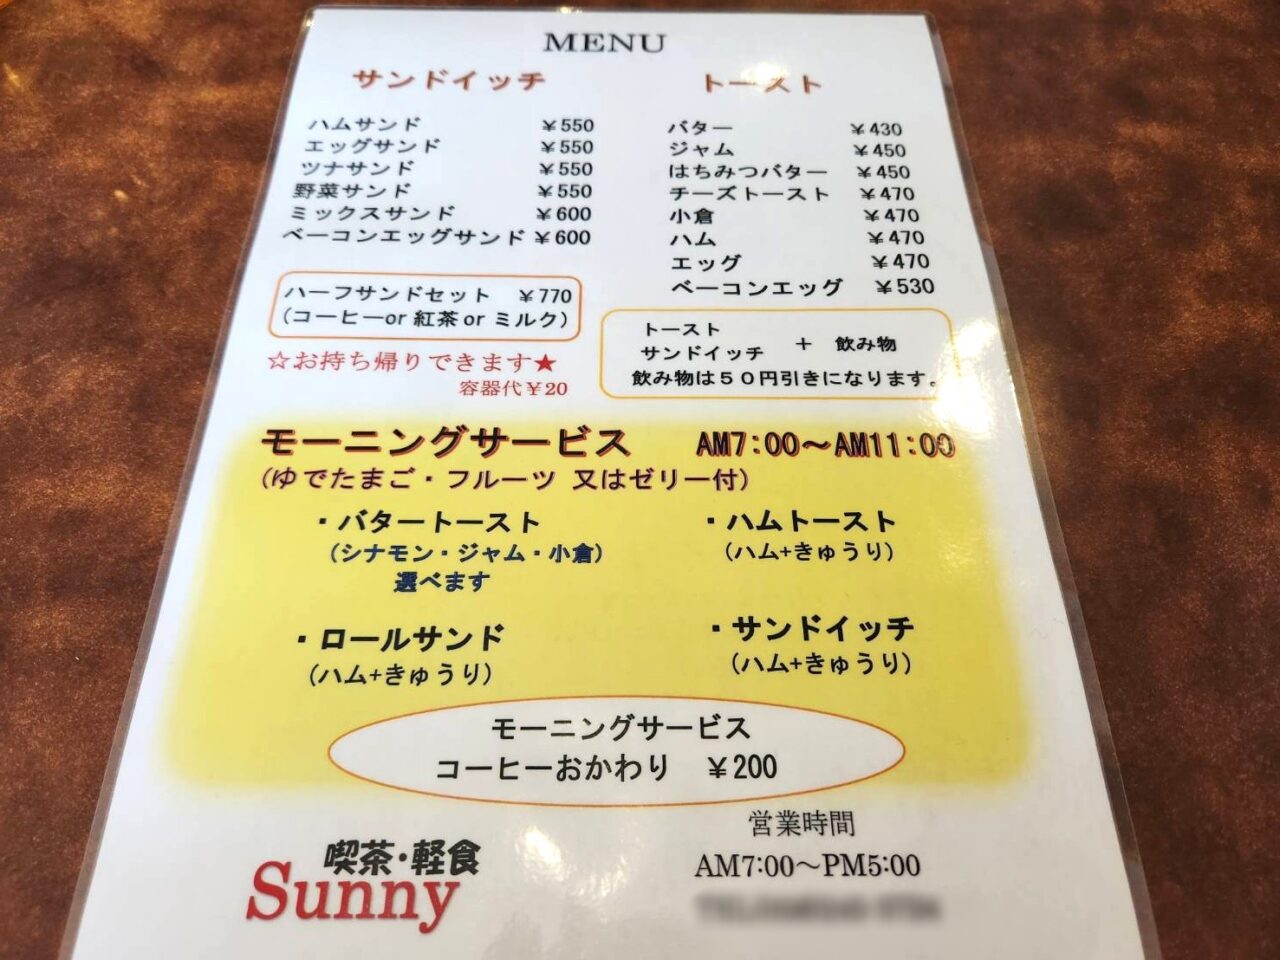 MENU
サンドイッチ
ハムサンド ¥550
エッグサンド ¥550
ツナサンド ¥550
野菜サンド ¥550
ミックスサンド ¥600
ベーコンエッグサンド ¥600
ハーフサンドセット ¥770
(コーヒーor 紅茶 or ミルク)
☆お持ち帰りできます★
容器代¥20
トースト
バター ¥430
ジャム ¥450
はちみつバター ¥450
チーズトースト ¥470
小倉 ¥470
ハム ¥470
エッグ ¥470
ベーコンエッグ ¥530
トースト
サンドイッチ + 飲み物
飲み物は５０円引きになります。
モーニングサービス AM7:00～AM11:00
(ゆでたまご・フルーツ 又はゼリー付)
・バタートースト
(シナモン・ジャム・小倉)
選べます
・ハムトースト
(ハム+きゅうり)
・ロールサンド
(ハム+きゅうり)
・サンドイッチ
(ハム+きゅうり)
モーニングサービス
コーヒーおかわり ¥200
喫茶・軽食
Sunny
営業時間
AM7:00～PM5:00